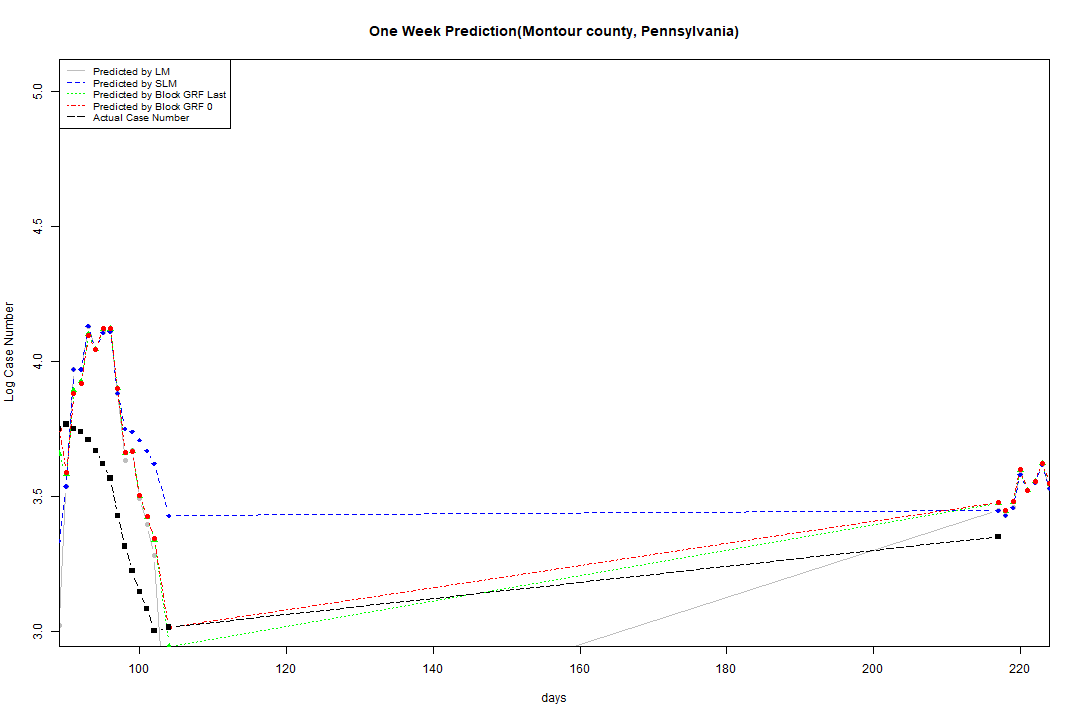 One Week Prediction(Montour county, Pennsylvania)
Predicted by LM
Predicted by SLM
Predicted by Block GRF Last
Predicted by Block GRF 0
Actual Case Number
5.0
4.5
4.0
3.5
3.0
Log Case Number
100 120 140 160 180 200 220
days